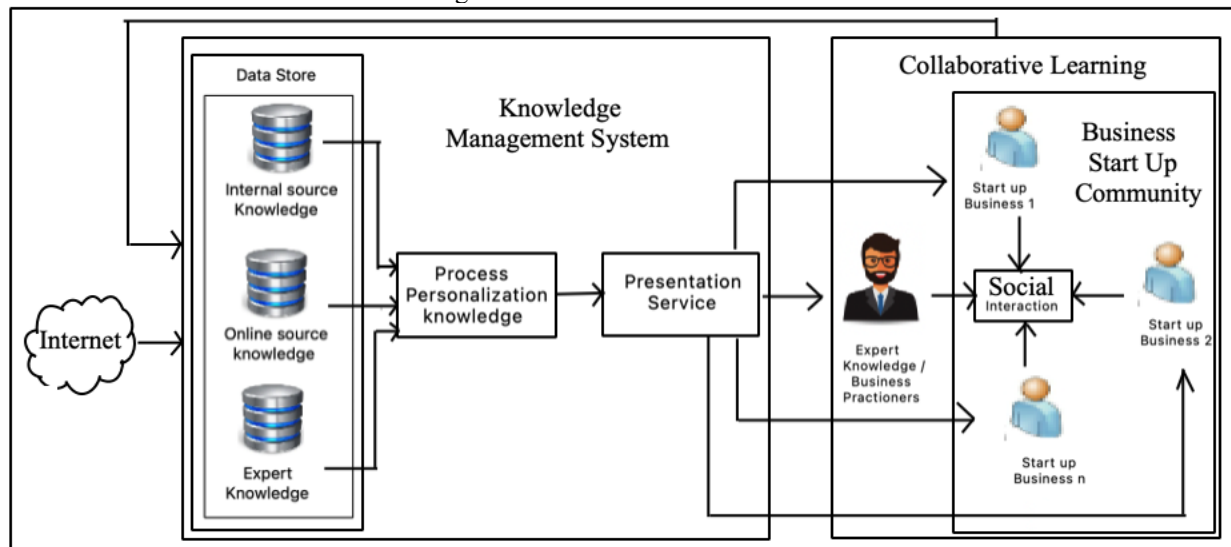 Data Store
Internal source
Knowledge
Online source
knowledge
Expert
Knowledge
Knowledge
Management System
Internet
Process
Personalization
knowledge
Presentation
Service
Collaborative Learning
Expert
Knowledge /
Business
Practioners
Business
Start Up
Community
Start up
Business 1
Social
Interaction
Start up
Business 2
Start up
Business n